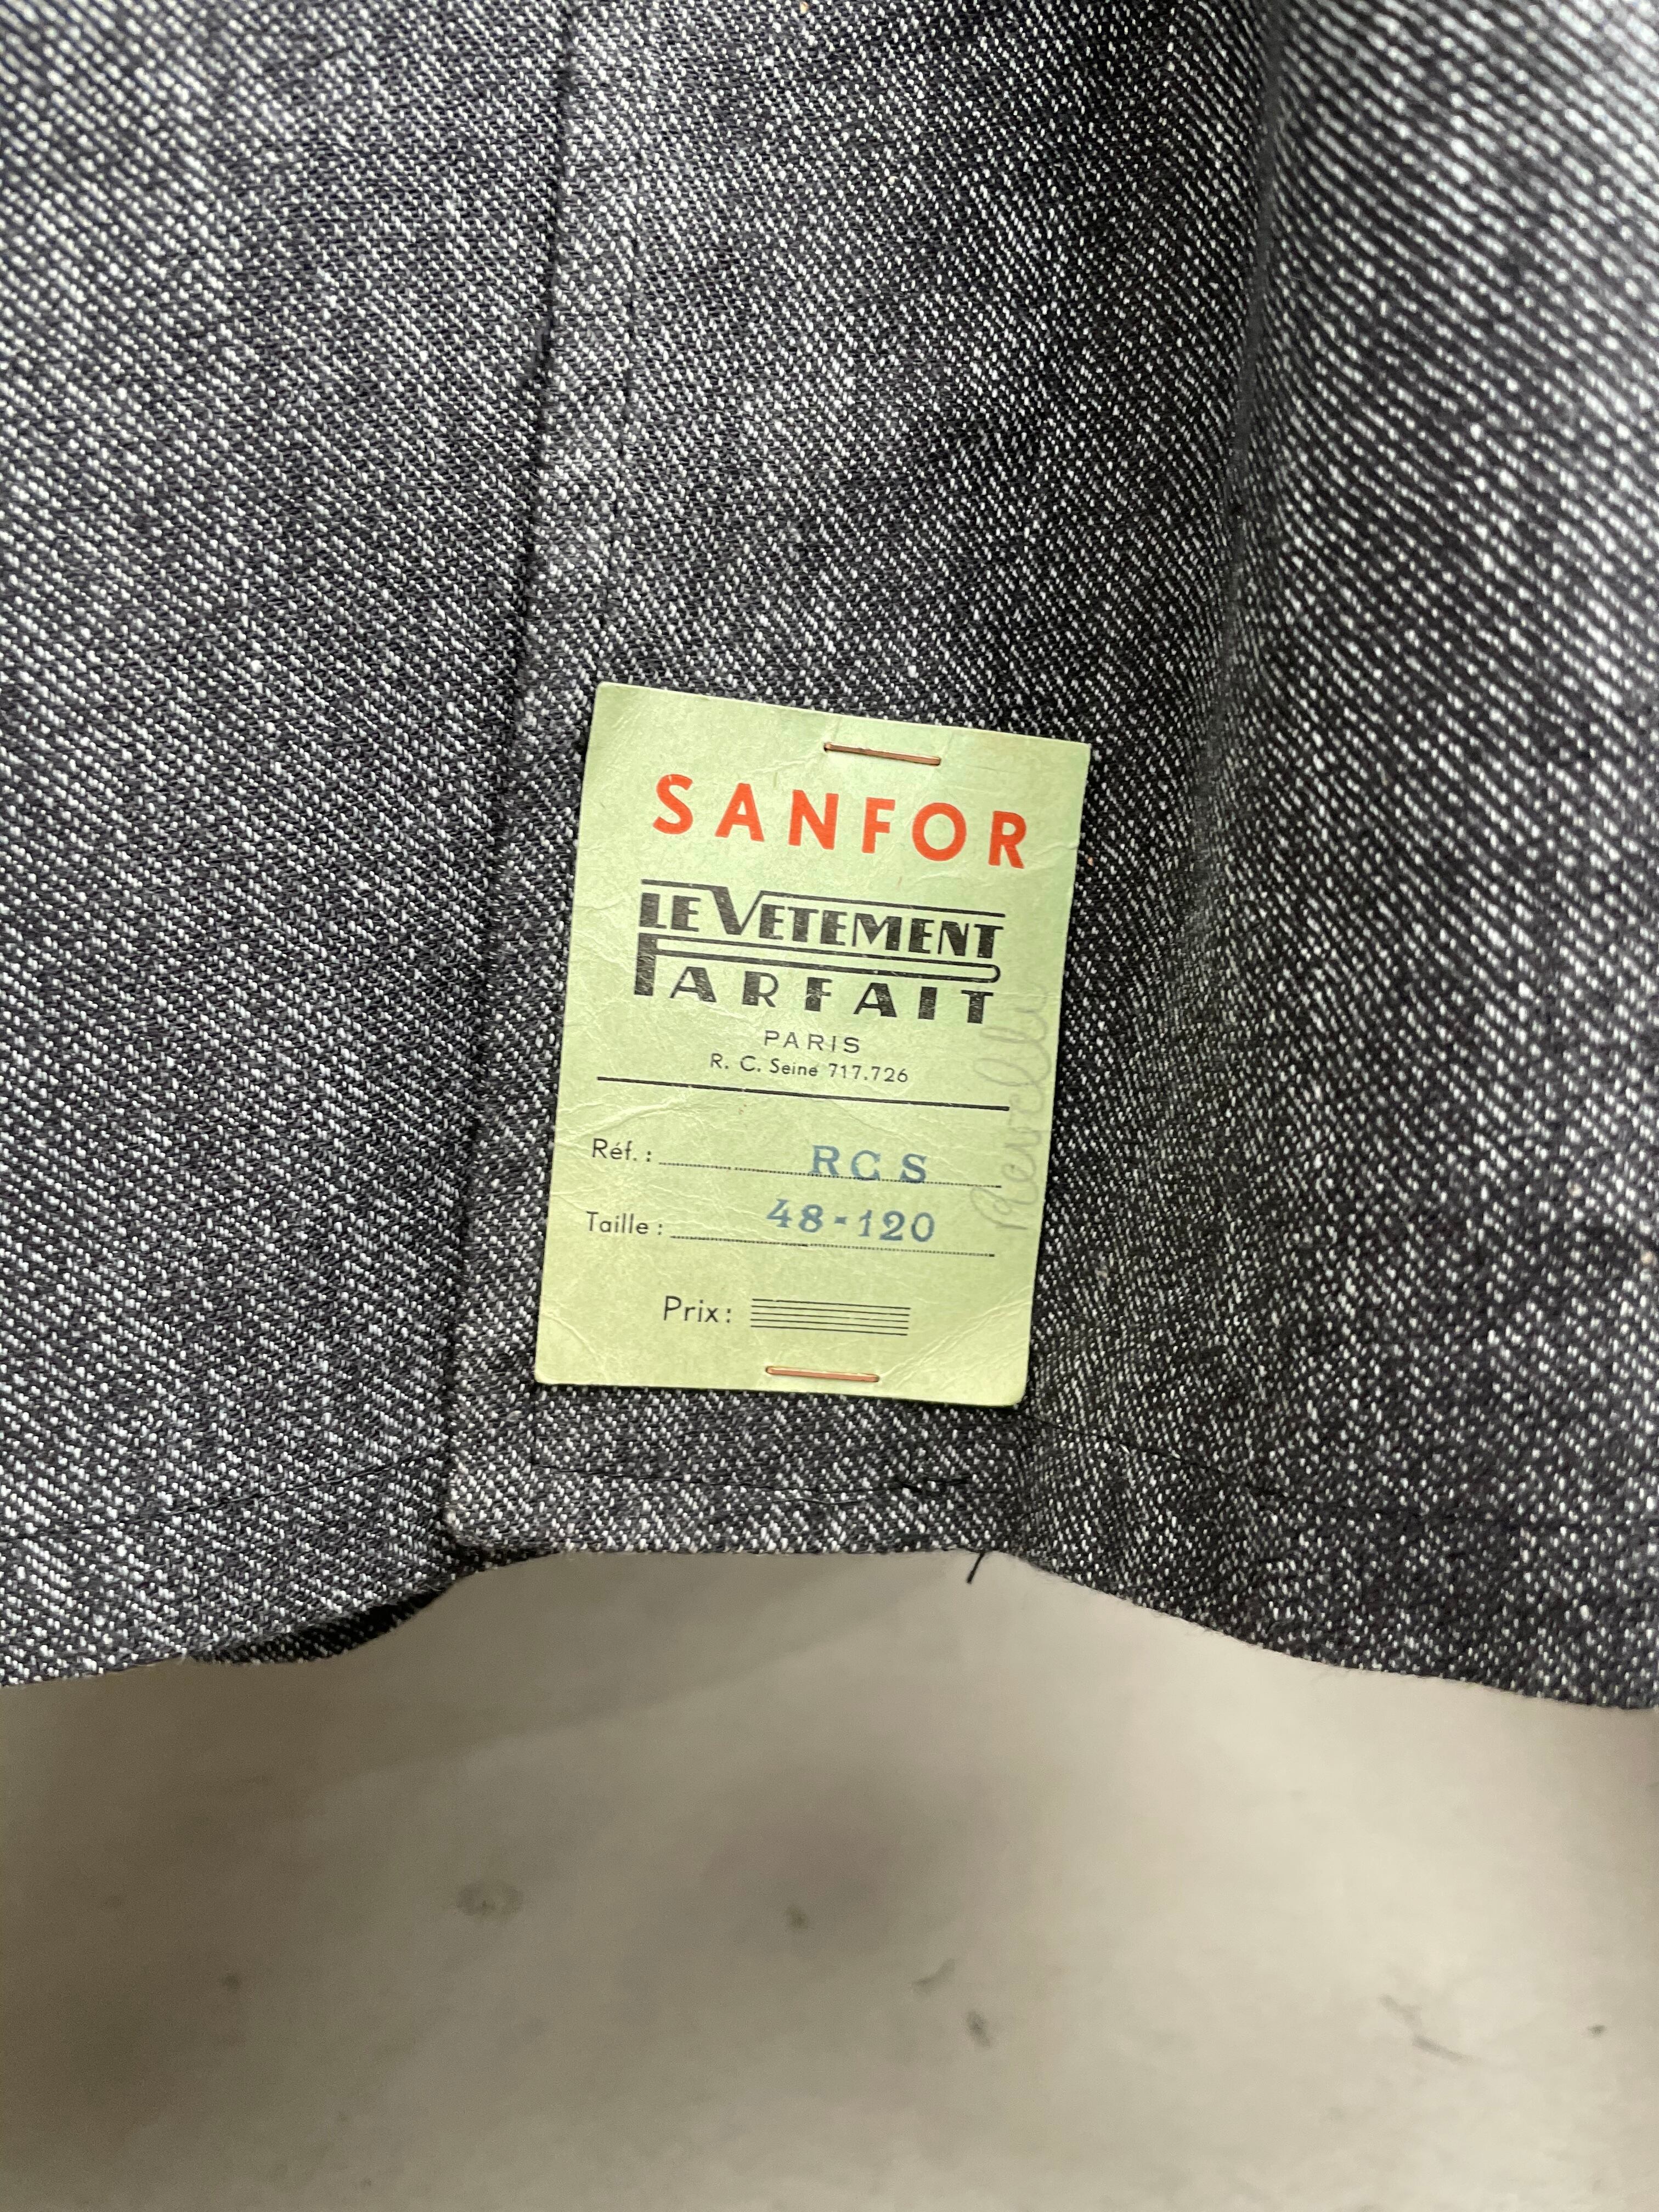 SANFOR
LE VETEMENT
PARFAIT
PARIS
R. C. Seine 717.726
Réf. : RCS
Taille : 48-120
Prix :